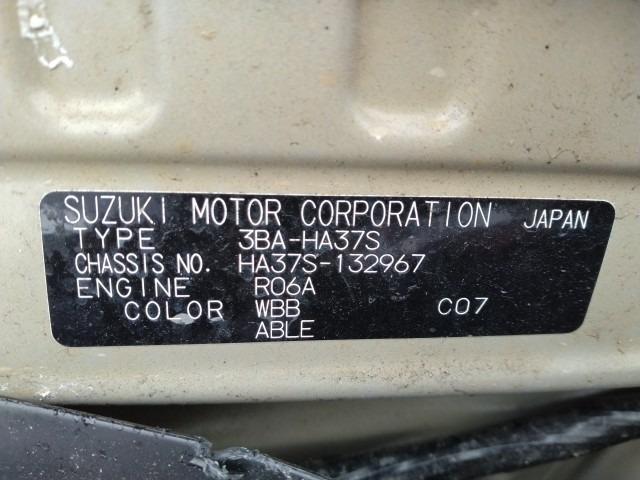 SUZUKI MOTOR CORPORATION JAPAN
TYPE 3BA-HA37S
CHASSIS NO. HA37S-132967
ENGINE R06A
COLOR WBB C07
ABLE